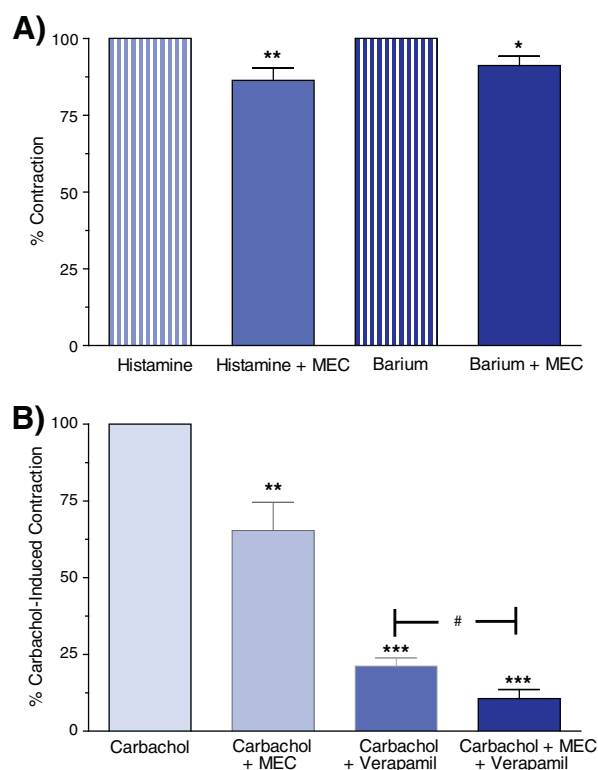 A)
% Contraction
100
75
50
25
0
**
*
Histamine
Histamine + MEC
Barium
Barium + MEC
B)
% Carbachol-Induced Contraction
100
75
50
25
0
**
***
#
***
Carbachol
Carbachol
+ MEC
Carbachol
+ Verapamil
Carbachol + MEC
+ Verapamil